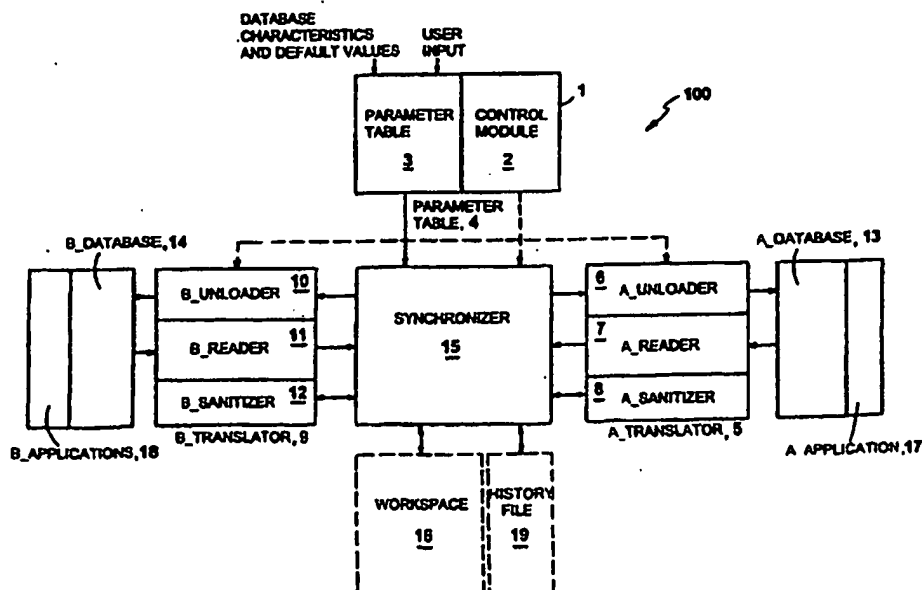 DATABASE
CHARACTERISTICS
AND DEFAULT VALUES
USER
INPUT
1
100
PARAMETER
TABLE
3
CONTROL
MODULE
2
PARAMETER
TABLE, 4
B_DATABASE, 14
A_DATABASE, 13
B_UNLOADER 10
B_READER 11
B_SANITIZER 12
SYNCHRONIZER
15
6 A_UNLOADER
7 A_READER
8 A_SANITIZER
B_APPLICATIONS, 18
B_TRANSLATOR, 9
A_TRANSLATOR, 5
A APPLICATION, 17
WORKSPACE
16
HISTORY
FILE
19